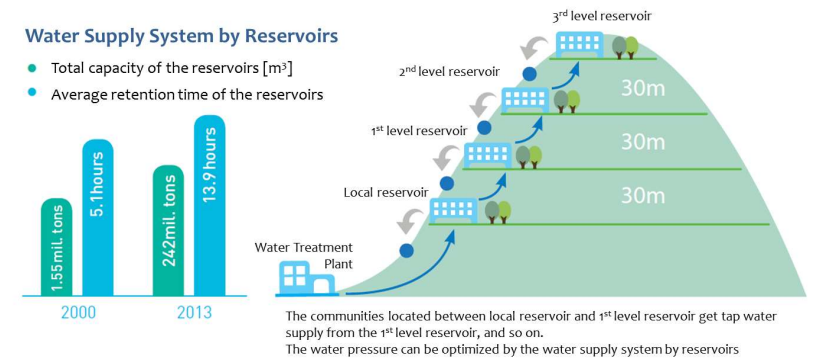 Water Supply System by Reservoirs
Total capacity of the reservoirs [m³]
Average retention time of the reservoirs
1.55mil. tons
5.1hours
242mil. tons
13.9hours
2000
2013
3rd level reservoir
2nd level reservoir
1st level reservoir
Local reservoir
Water Treatment
Plant
30m
30m
30m
The communities located between local reservoir and 1st level reservoir get tap water
supply from the 1st level reservoir, and so on.
The water pressure can be optimized by the water supply system by reservoirs